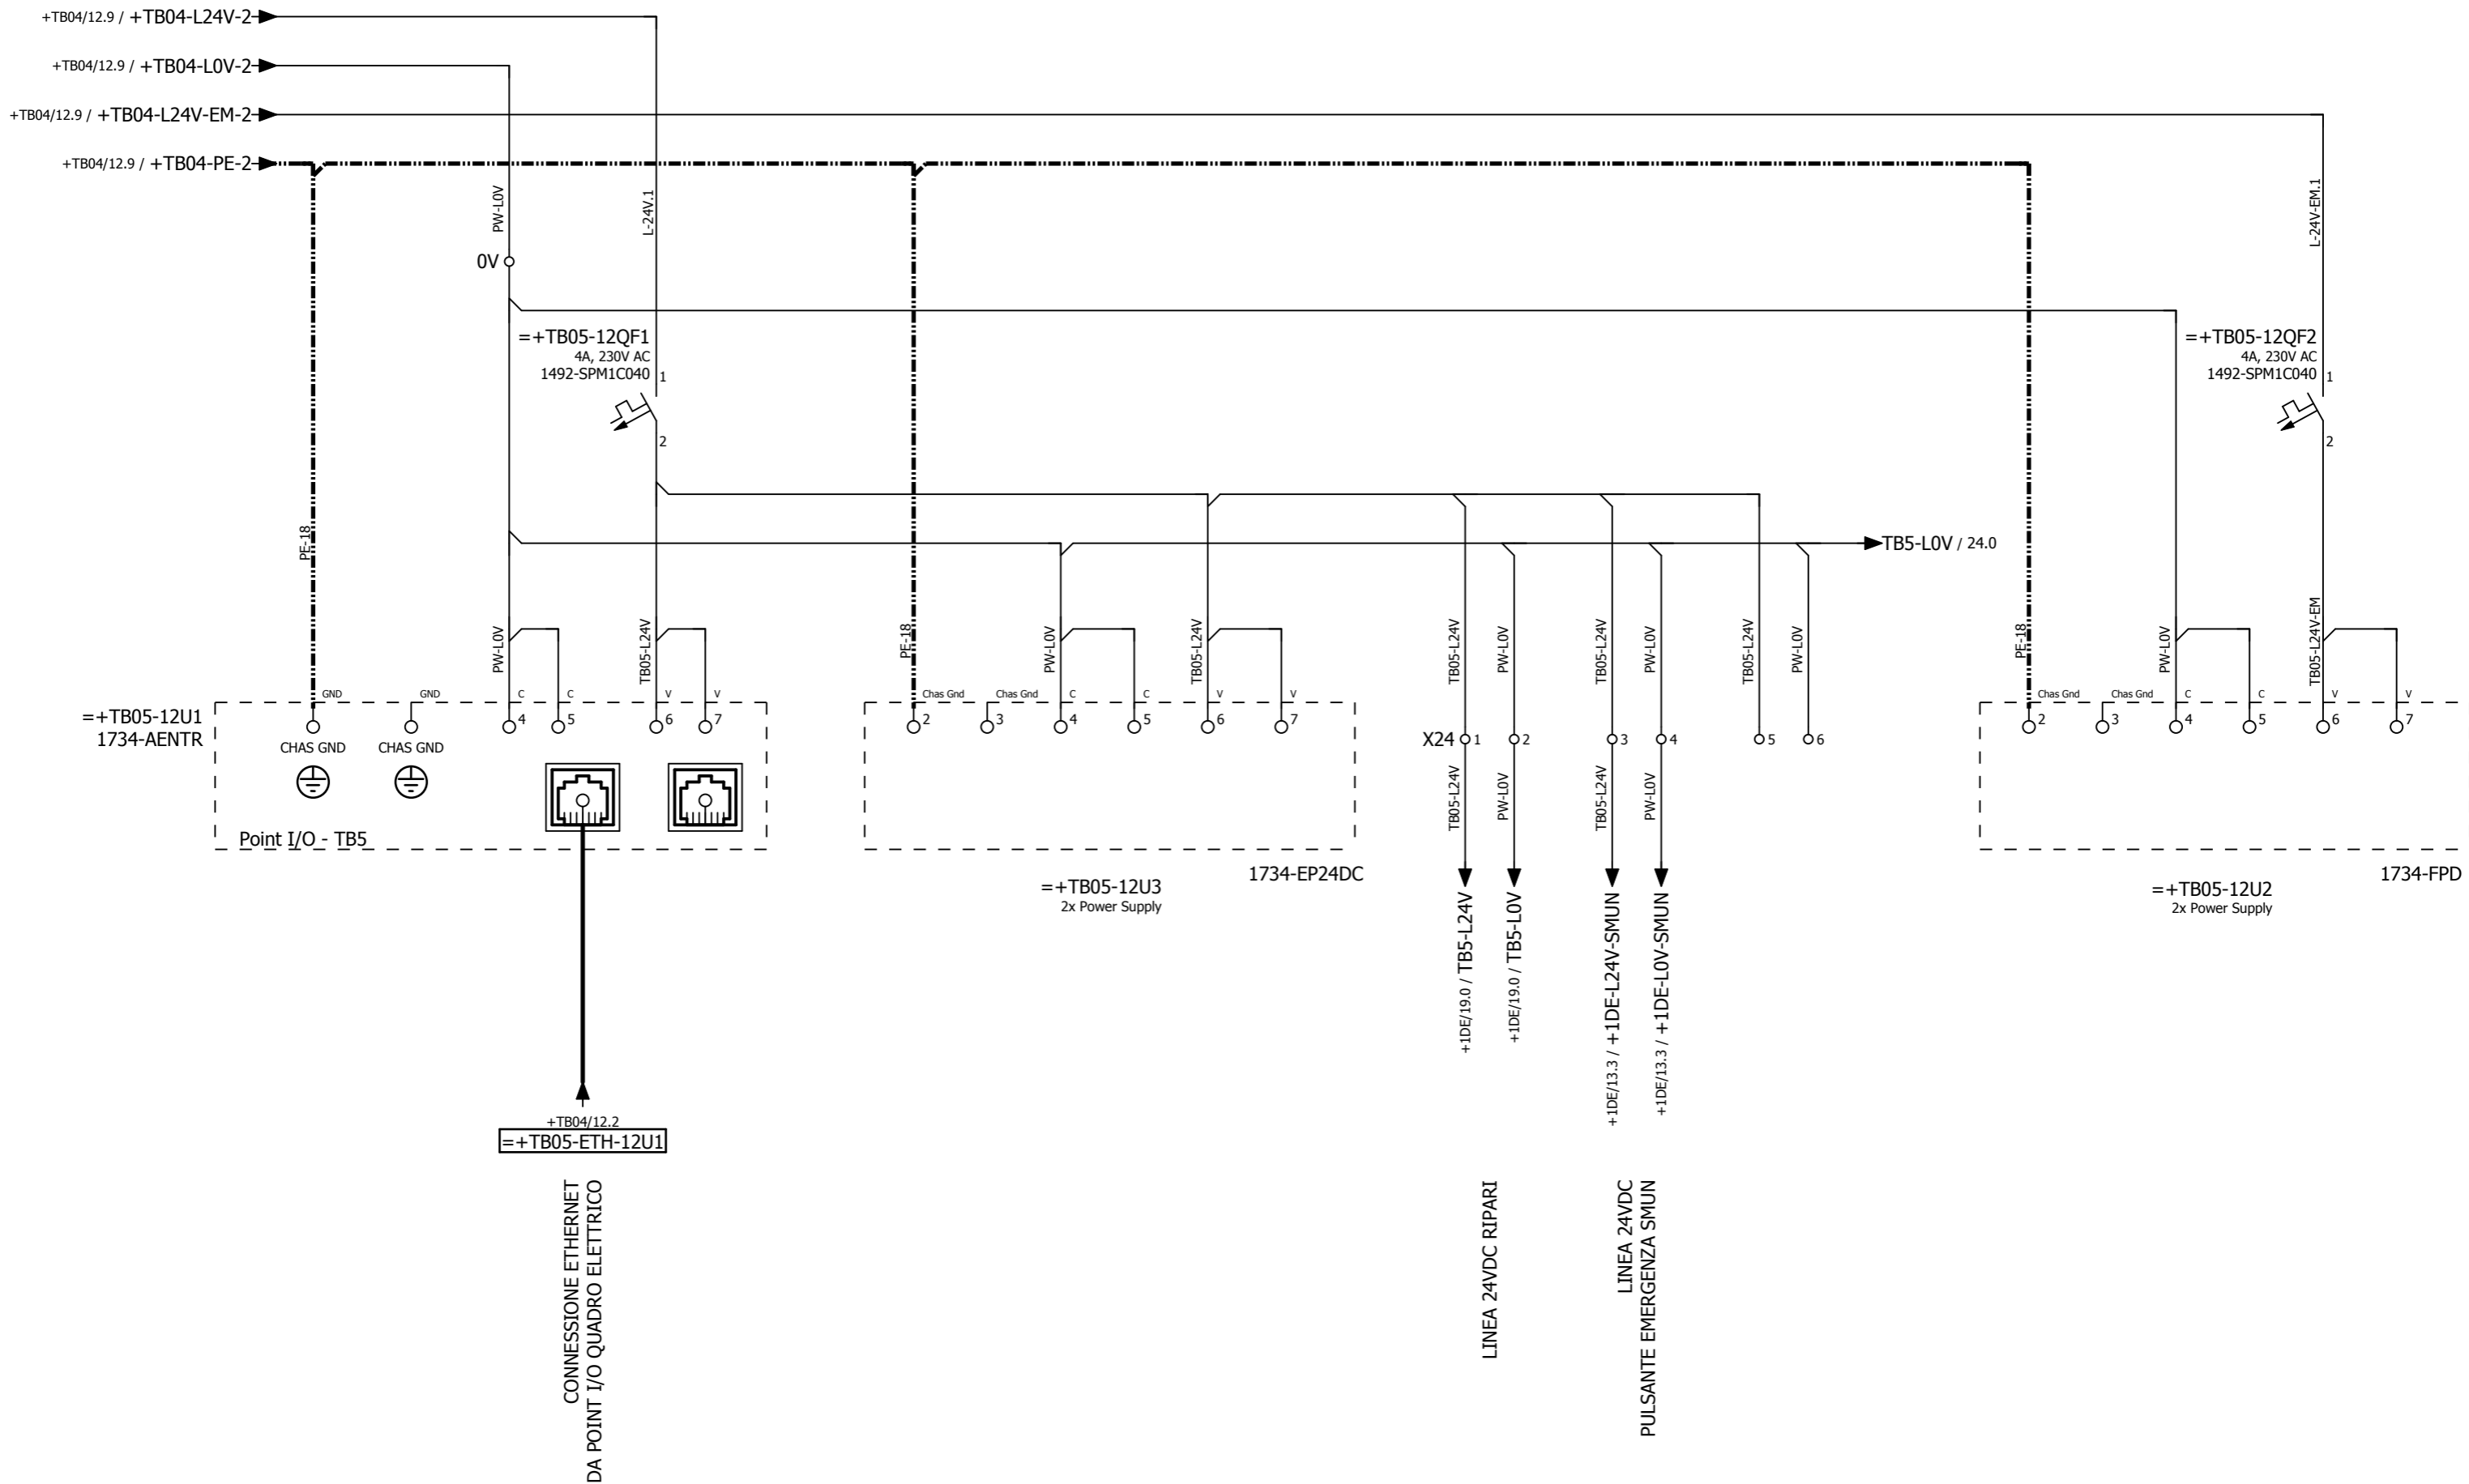 +TB04/12.9 / +TB04-L24V-2
+TB04/12.9 / +TB04-L0V-2
+TB04/12.9 / +TB04-L24V-EM-2
+TB04/12.9 / +TB04-PE-2
PW-L0V
L-24V.1
L-24V-EM.1
0V
=+TB05-12QF1
4A, 230V AC
1492-SPM1C040
1
2
=+TB05-12QF2
4A, 230V AC
1492-SPM1C040
1
2
TB5-L0V / 24.0
PE-18
PW-L0V
TB05-L24V
PE-18
PW-L0V
TB05-L24V
TB05-L24V
PW-L0V
TB05-L24V
PW-L0V
TB05-L24V
PW-L0V
PE-18
PW-L0V
TB05-L24V-EM
=+TB05-12U1
1734-AENTR
GND
GND
C
C
V
V
4
5
6
7
CHAS GND
CHAS GND
Point I/O - TB5
Chas Gnd
Chas Gnd
C
C
V
V
2
3
4
5
6
7
1734-EP24DC
=+TB05-12U3
2x Power Supply
X24
1
2
3
4
5
6
TB05-L24V
PW-L0V
TB05-L24V
PW-L0V
+1DE/19.0 / TB5-L24V
+1DE/19.0 / TB5-L0V
+1DE/13.3 / +1DE-L24V-SMUN
+1DE/13.3 / +1DE-L0V-SMUN
Chas Gnd
Chas Gnd
C
C
V
V
2
3
4
5
6
7
1734-FPD
=+TB05-12U2
2x Power Supply
+TB04/12.2
=+TB05-ETH-12U1
CONNESSIONE ETHERNET
DA POINT I/O QUADRO ELETTRICO
LINEA 24VDC RIPARI
LINEA 24VDC
PULSANTE EMERGENZA SMUN